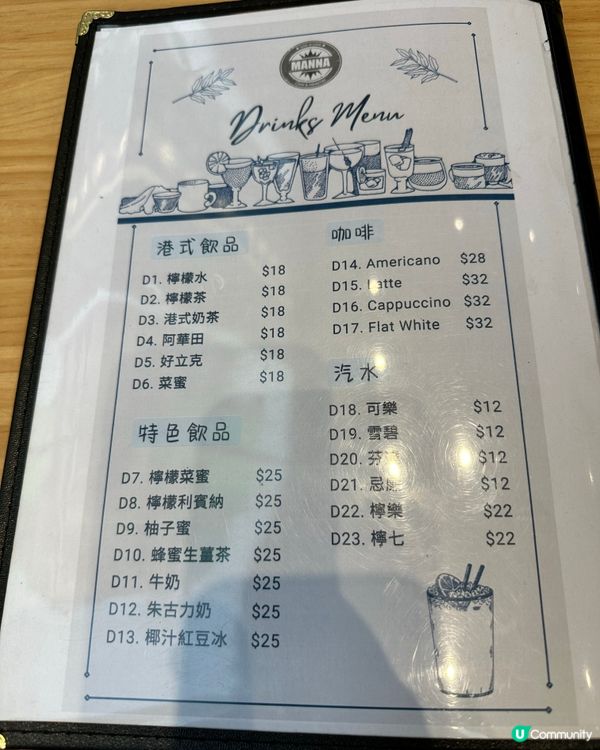 MANNA
Drinks Menu
港式飲品
D1. 檸檬水 $18
D2. 檸檬茶 $18
D3. 港式奶茶 $18
D4. 阿華田 $18
D5. 好立克 $18
D6. 菜蜜 $18
特色飲品
D7. 檸檬菜蜜 $25
D8. 檸檬利賓納 $25
D9. 柚子蜜 $25
D10. 蜂蜜生薑茶 $25
D11. 牛奶 $25
D12. 朱古力奶 $25
D13. 椰汁紅豆冰 $25
咖啡
D14. Americano $28
D15. Latte $32
D16. Cappuccino $32
D17. Flat White $32
汽水
D18. 可樂 $12
D19. 雪碧 $12
D20. $12
D21. $12
D22. 檸樂 $22
D23. 檸七 $22
U Community